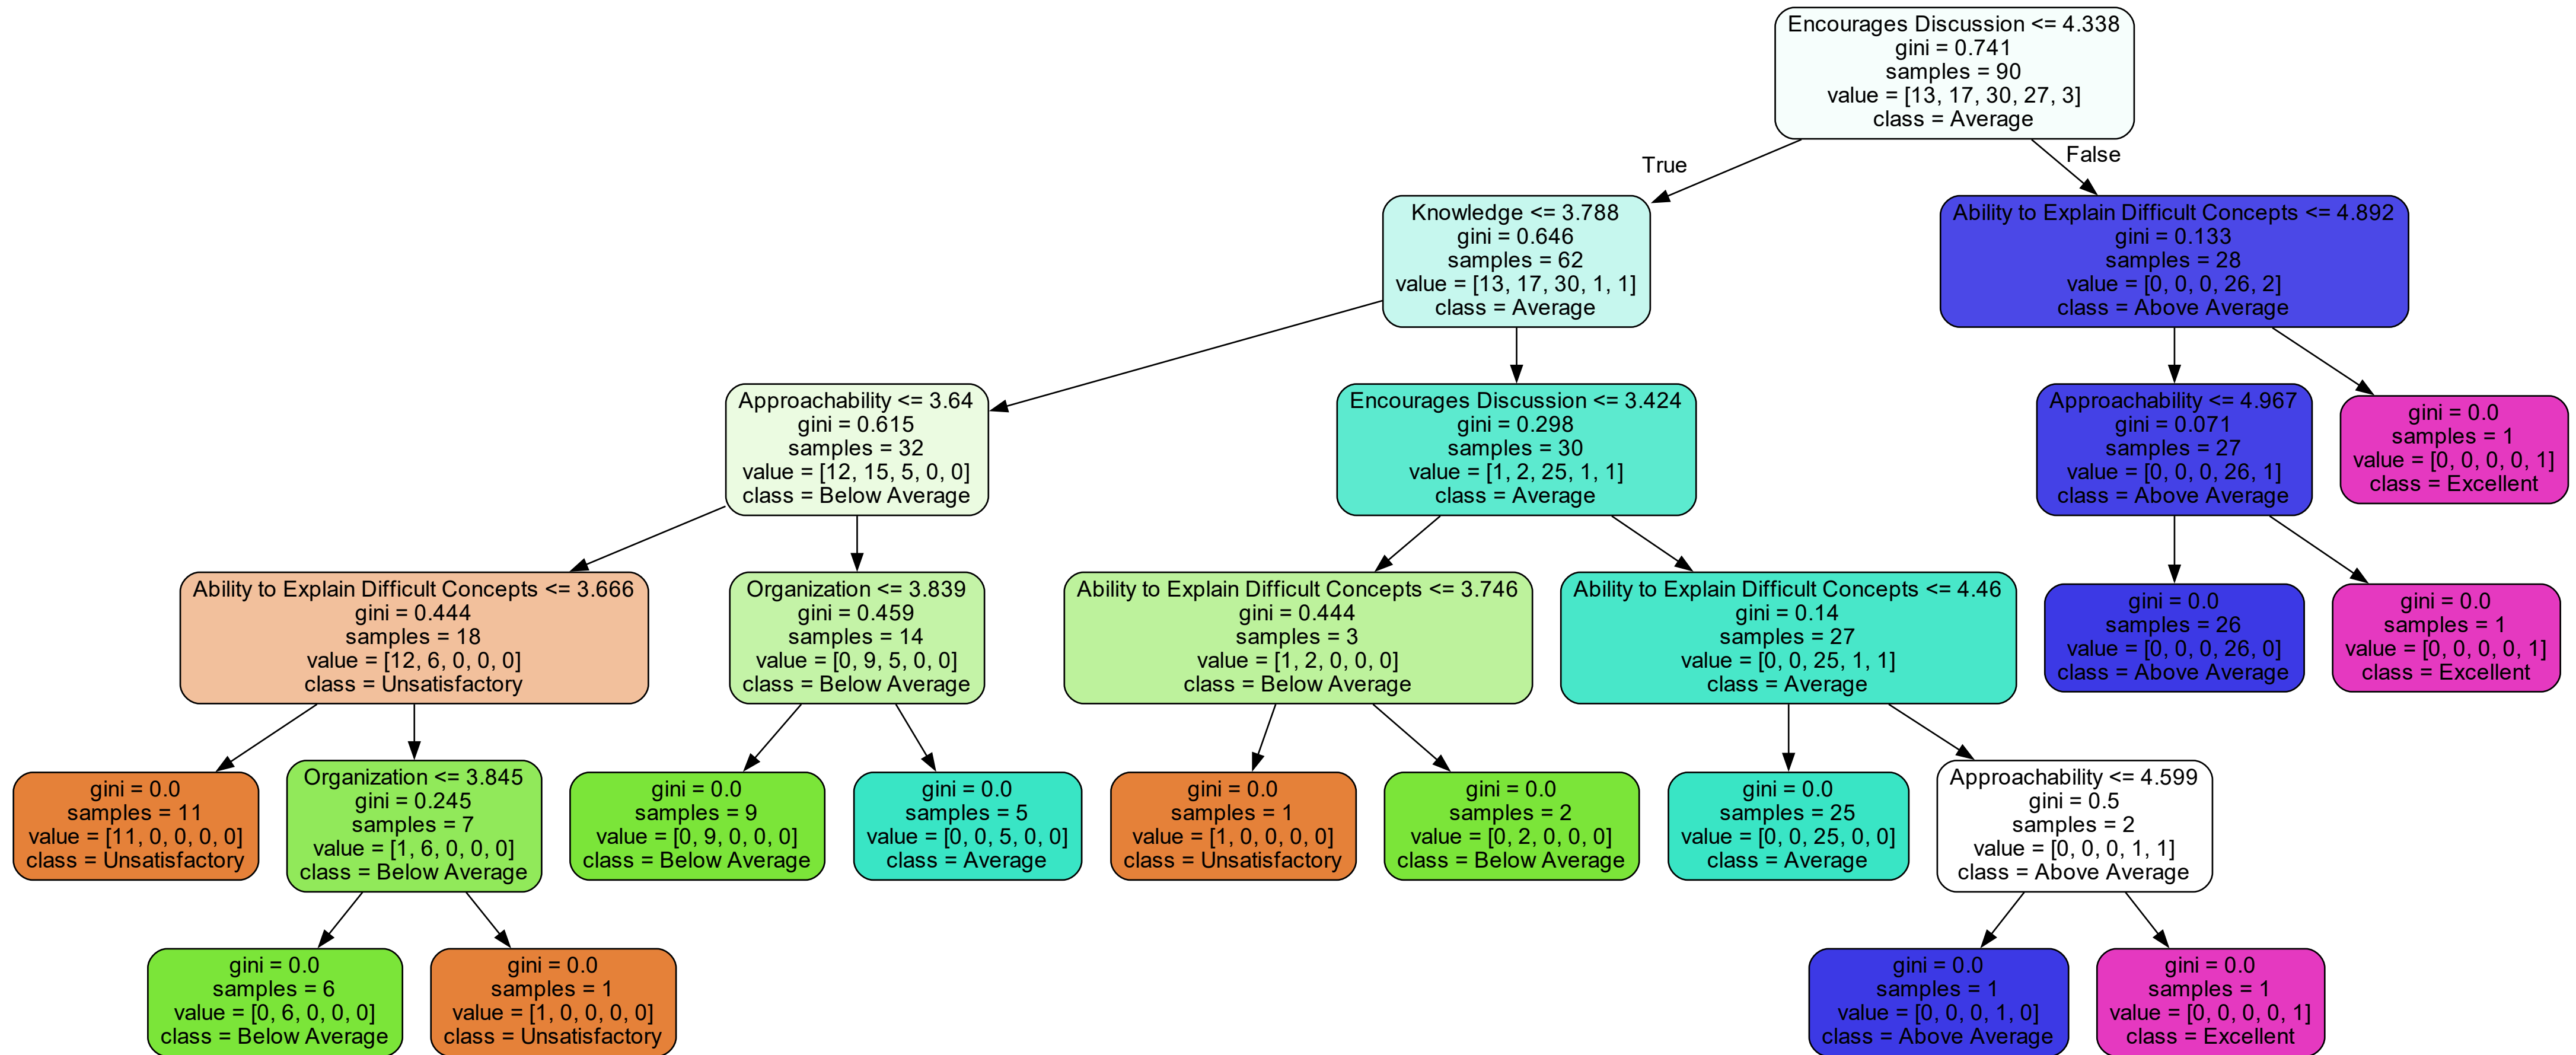 Encourages Discussion <= 4.338
gini = 0.741
samples = 90
value = [13, 17, 30, 27, 3]
class = Average
True
False
Knowledge <= 3.788
gini = 0.646
samples = 62
value = [13, 17, 30, 1, 1]
class = Average
Ability to Explain Difficult Concepts <= 4.892
gini = 0.133
samples = 28
value = [0, 0, 0, 26, 2]
class = Above Average
Approachability <= 3.64
gini = 0.615
samples = 32
value = [12, 15, 5, 0, 0]
class = Below Average
Encourages Discussion <= 3.424
gini = 0.298
samples = 30
value = [1, 2, 25, 1, 1]
class = Average
Approachability <= 4.967
gini = 0.071
samples = 27
value = [0, 0, 0, 26, 1]
class = Above Average
gini = 0.0
samples = 1
value = [0, 0, 0, 0, 1]
class = Excellent
Ability to Explain Difficult Concepts <= 3.666
gini = 0.444
samples = 18
value = [12, 6, 0, 0, 0]
class = Unsatisfactory
Organization <= 3.839
gini = 0.459
samples = 14
value = [0, 9, 5, 0, 0]
class = Below Average
Ability to Explain Difficult Concepts <= 3.746
gini = 0.444
samples = 3
value = [1, 2, 0, 0, 0]
class = Below Average
Ability to Explain Difficult Concepts <= 4.46
gini = 0.14
samples = 27
value = [0, 0, 25, 1, 1]
class = Average
gini = 0.0
samples = 26
value = [0, 0, 0, 26, 0]
class = Above Average
gini = 0.0
samples = 1
value = [0, 0, 0, 0, 1]
class = Excellent
gini = 0.0
samples = 11
value = [11, 0, 0, 0, 0]
class = Unsatisfactory
Organization <= 3.845
gini = 0.245
samples = 7
value = [1, 6, 0, 0, 0]
class = Below Average
gini = 0.0
samples = 9
value = [0, 9, 0, 0, 0]
class = Below Average
gini = 0.0
samples = 5
value = [0, 0, 5, 0, 0]
class = Average
gini = 0.0
samples = 1
value = [1, 0, 0, 0, 0]
class = Unsatisfactory
gini = 0.0
samples = 2
value = [0, 2, 0, 0, 0]
class = Below Average
gini = 0.0
samples = 25
value = [0, 0, 25, 0, 0]
class = Average
Approachability <= 4.599
gini = 0.5
samples = 2
value = [0, 0, 0, 1, 1]
class = Above Average
gini = 0.0
samples = 6
value = [0, 6, 0, 0, 0]
class = Below Average
gini = 0.0
samples = 1
value = [1, 0, 0, 0, 0]
class = Unsatisfactory
gini = 0.0
samples = 1
value = [0, 0, 0, 1, 0]
class = Above Average
gini = 0.0
samples = 1
value = [0, 0, 0, 0, 1]
class = Excellent